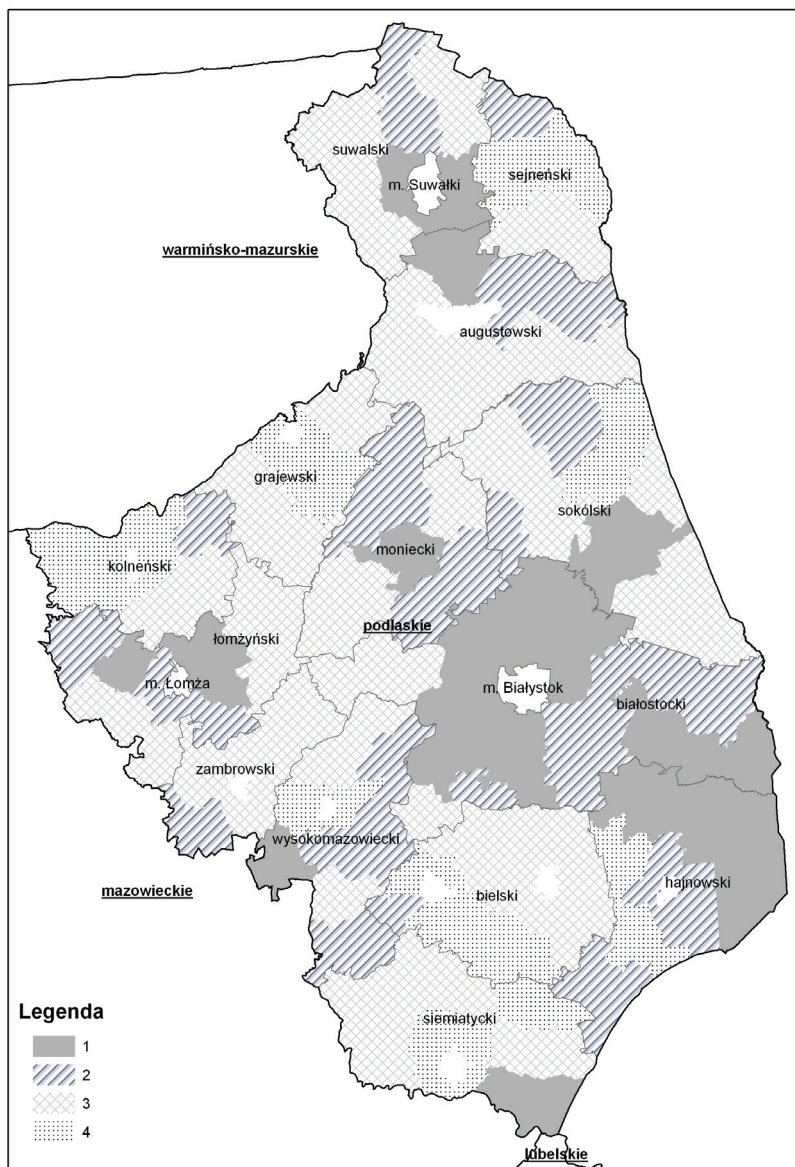 suwalski
m. Suwałki
sejneński
warmińsko-mazurskie
augustowski
grajewski
sokólski
moniecki
kolneński
podlaskie
łomżyński
m. Łomża
m. Białystok
białostocki
zambrowski
wysokomazowiecki
hajnowski
mazowieckie
bielski
siemiatycki
Legenda
1
2
3
4
lubelskie